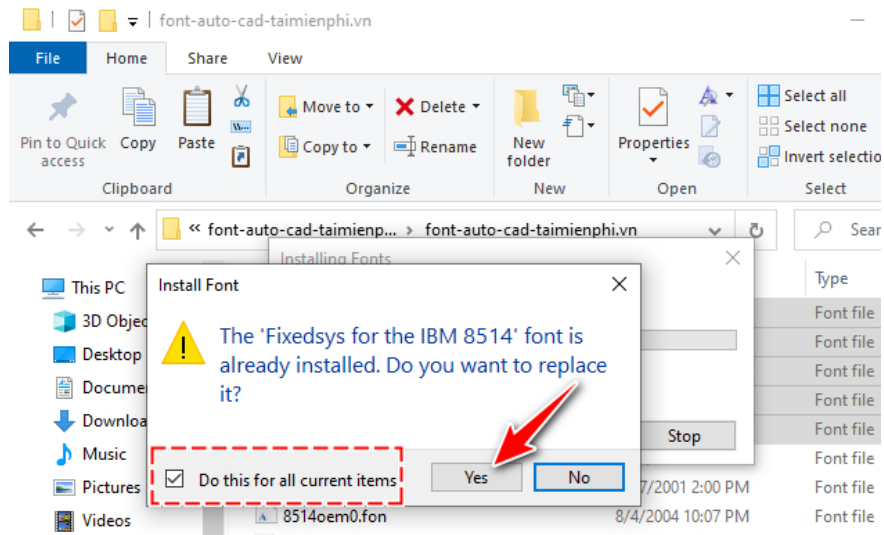 font-auto-cad-taimienphi.vn
File Home Share View
Pin to Quick access
Copy
Paste
Move to
Copy to
Delete
Rename
New folder
Properties
Select all
Select none
Invert selectio
Clipboard Organize New Open Select
« font-auto-cad-taimienp... › font-auto-cad-taimienphi.vn
Sear
Installing Fonts
Type
This PC
3D Objec
Desktop
Docume
Downloa
Music
Pictures
Videos
Install Font
The 'Fixedsys for the IBM 8514' font is
already installed. Do you want to replace
it?
Do this for all current items
Yes
No
Stop
Font file
Font file
Font file
Font file
Font file
Font file
7/2001 2:00 PM Font file
8514oem0.fon 8/4/2004 10:07 PM Font file